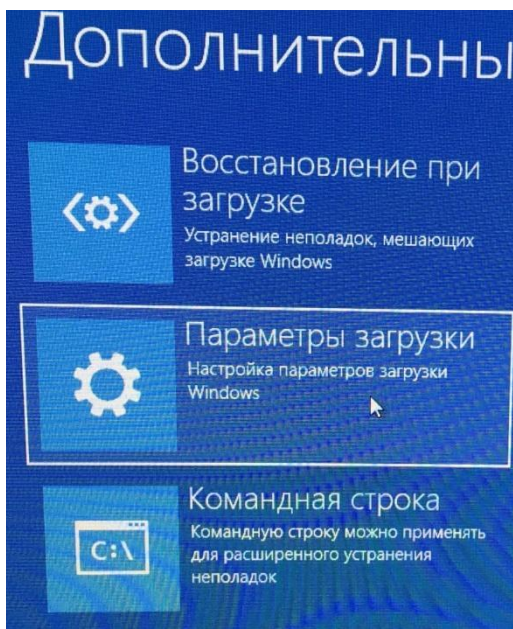 Дополнительны
Восстановление при
загрузке
Устранение неполадок, мешающих
загрузке Windows
Параметры загрузки
Настройка параметров загрузки
Windows
Командная строка
Командную строку можно применять
для расширенного устранения
неполадок
C:\